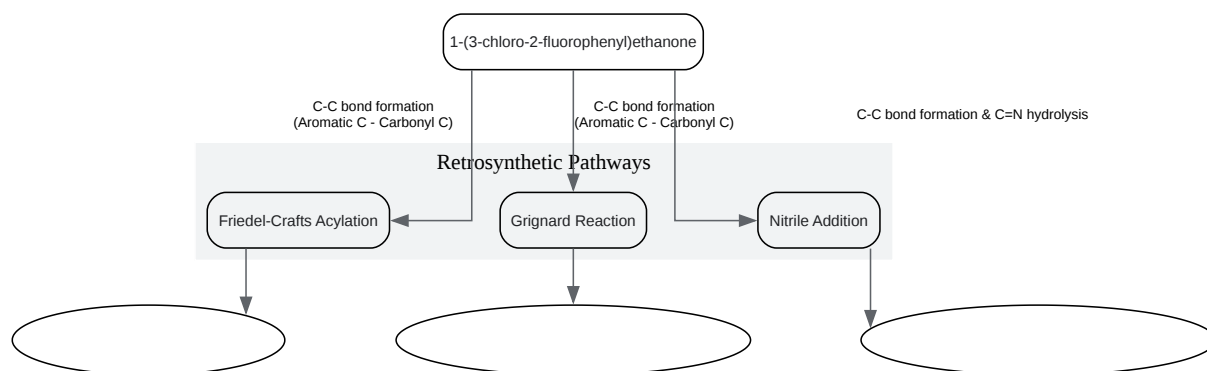 1-(3-chloro-2-fluorophenyl)ethanone
C-C bond formation
(Aromatic C - Carbonyl C)
C-C bond formation
(Aromatic C - Carbonyl C)
C-C bond formation & C=N hydrolysis
Retrosynthetic Pathways
Friedel-Crafts Acylation
Grignard Reaction
Nitrile Addition